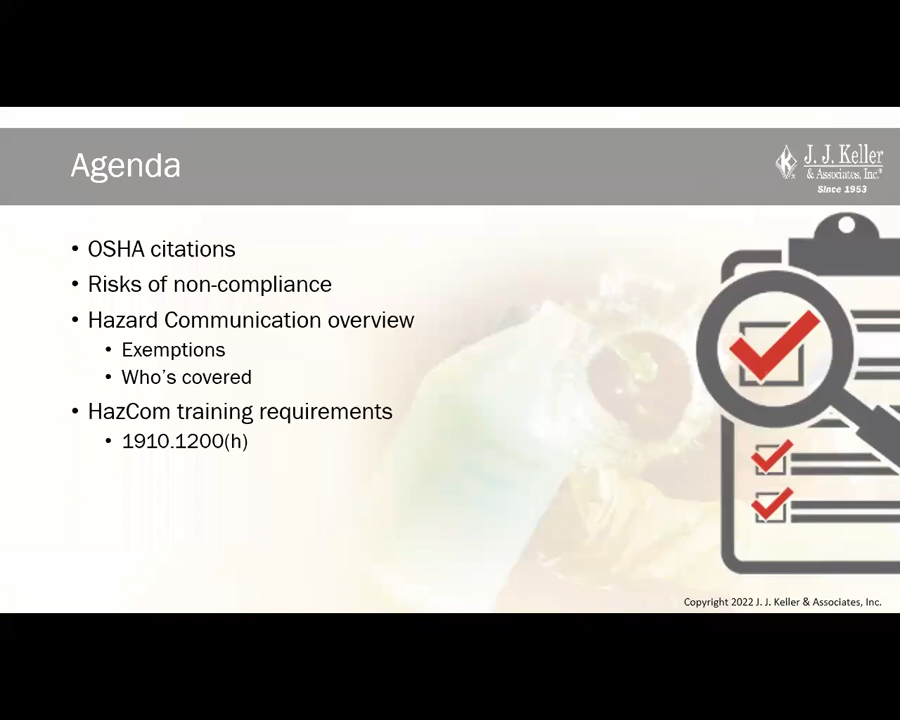 Agenda
J. J. Keller
& Associates, Inc.®
Since 1953
• OSHA citations
• Risks of non-compliance
• Hazard Communication overview
• Exemptions
• Who's covered
• HazCom training requirements
• 1910.1200(h)
Copyright 2022 J. J. Keller & Associates, Inc.